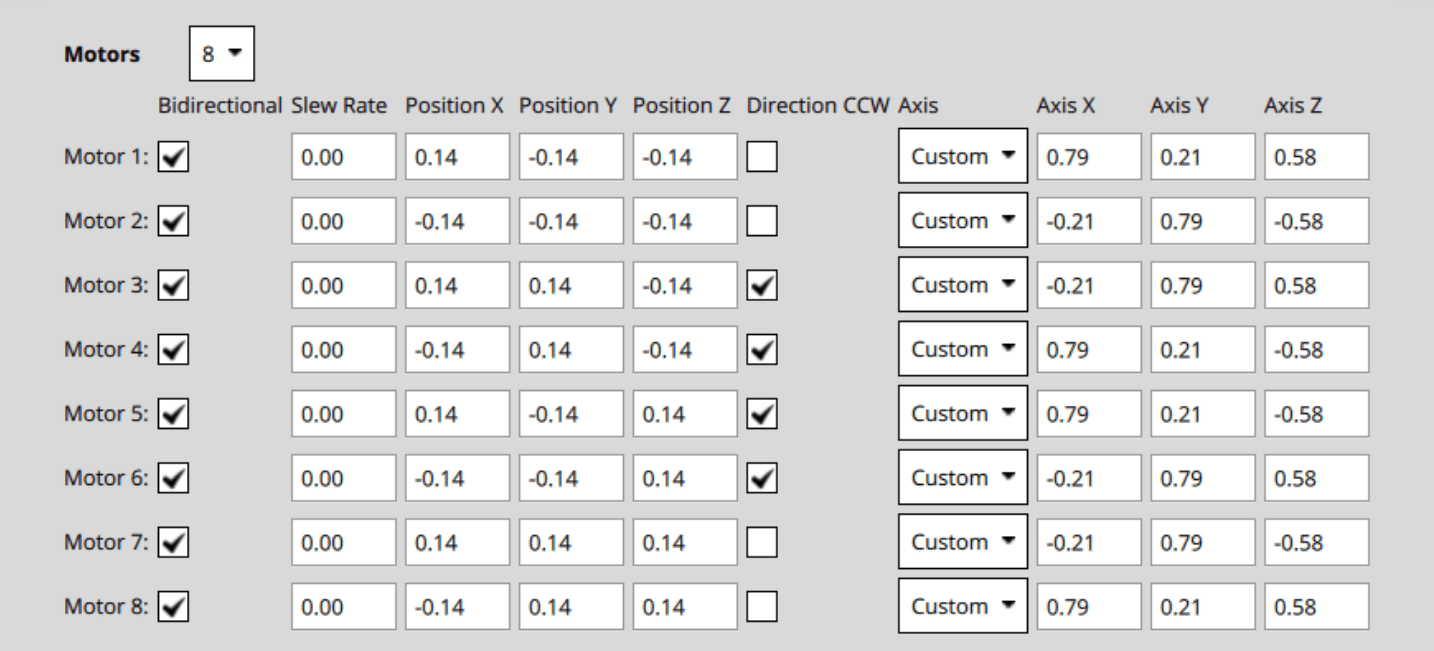 Motors 8
Bidirectional Slew Rate Position X Position Y Position Z Direction CCW Axis Axis X Axis Y Axis Z
Motor 1: 0.00 0.14 -0.14 -0.14 Custom 0.79 0.21 0.58
Motor 2: 0.00 -0.14 -0.14 -0.14 Custom -0.21 0.79 -0.58
Motor 3: 0.00 0.14 0.14 -0.14 Custom -0.21 0.79 0.58
Motor 4: 0.00 -0.14 0.14 -0.14 Custom 0.79 0.21 -0.58
Motor 5: 0.00 0.14 -0.14 0.14 Custom 0.79 0.21 -0.58
Motor 6: 0.00 -0.14 -0.14 0.14 Custom -0.21 0.79 0.58
Motor 7: 0.00 0.14 0.14 0.14 Custom -0.21 0.79 -0.58
Motor 8: 0.00 -0.14 0.14 0.14 Custom 0.79 0.21 0.58